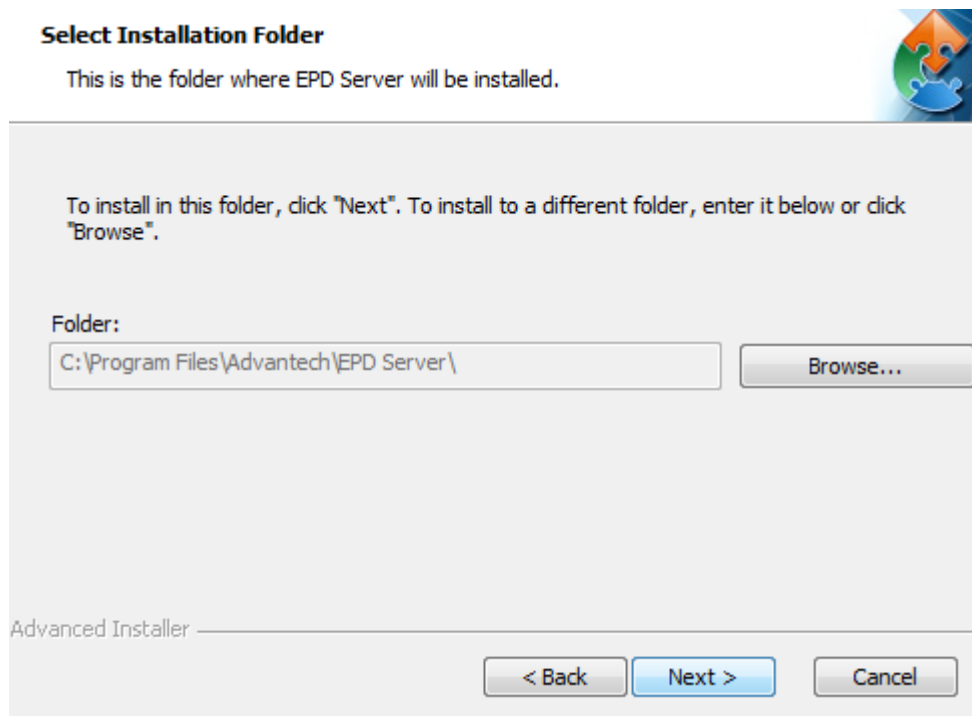 Select Installation Folder
This is the folder where EPD Server will be installed.
To install in this folder, click "Next". To install to a different folder, enter it below or click
"Browse".
Folder:
C:\Program Files\Advantech\EPD Server\
Browse...
Advanced Installer
< Back
Next >
Cancel